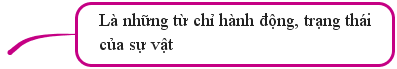 Là những từ chỉ hành động, trạng thái
của sự vật